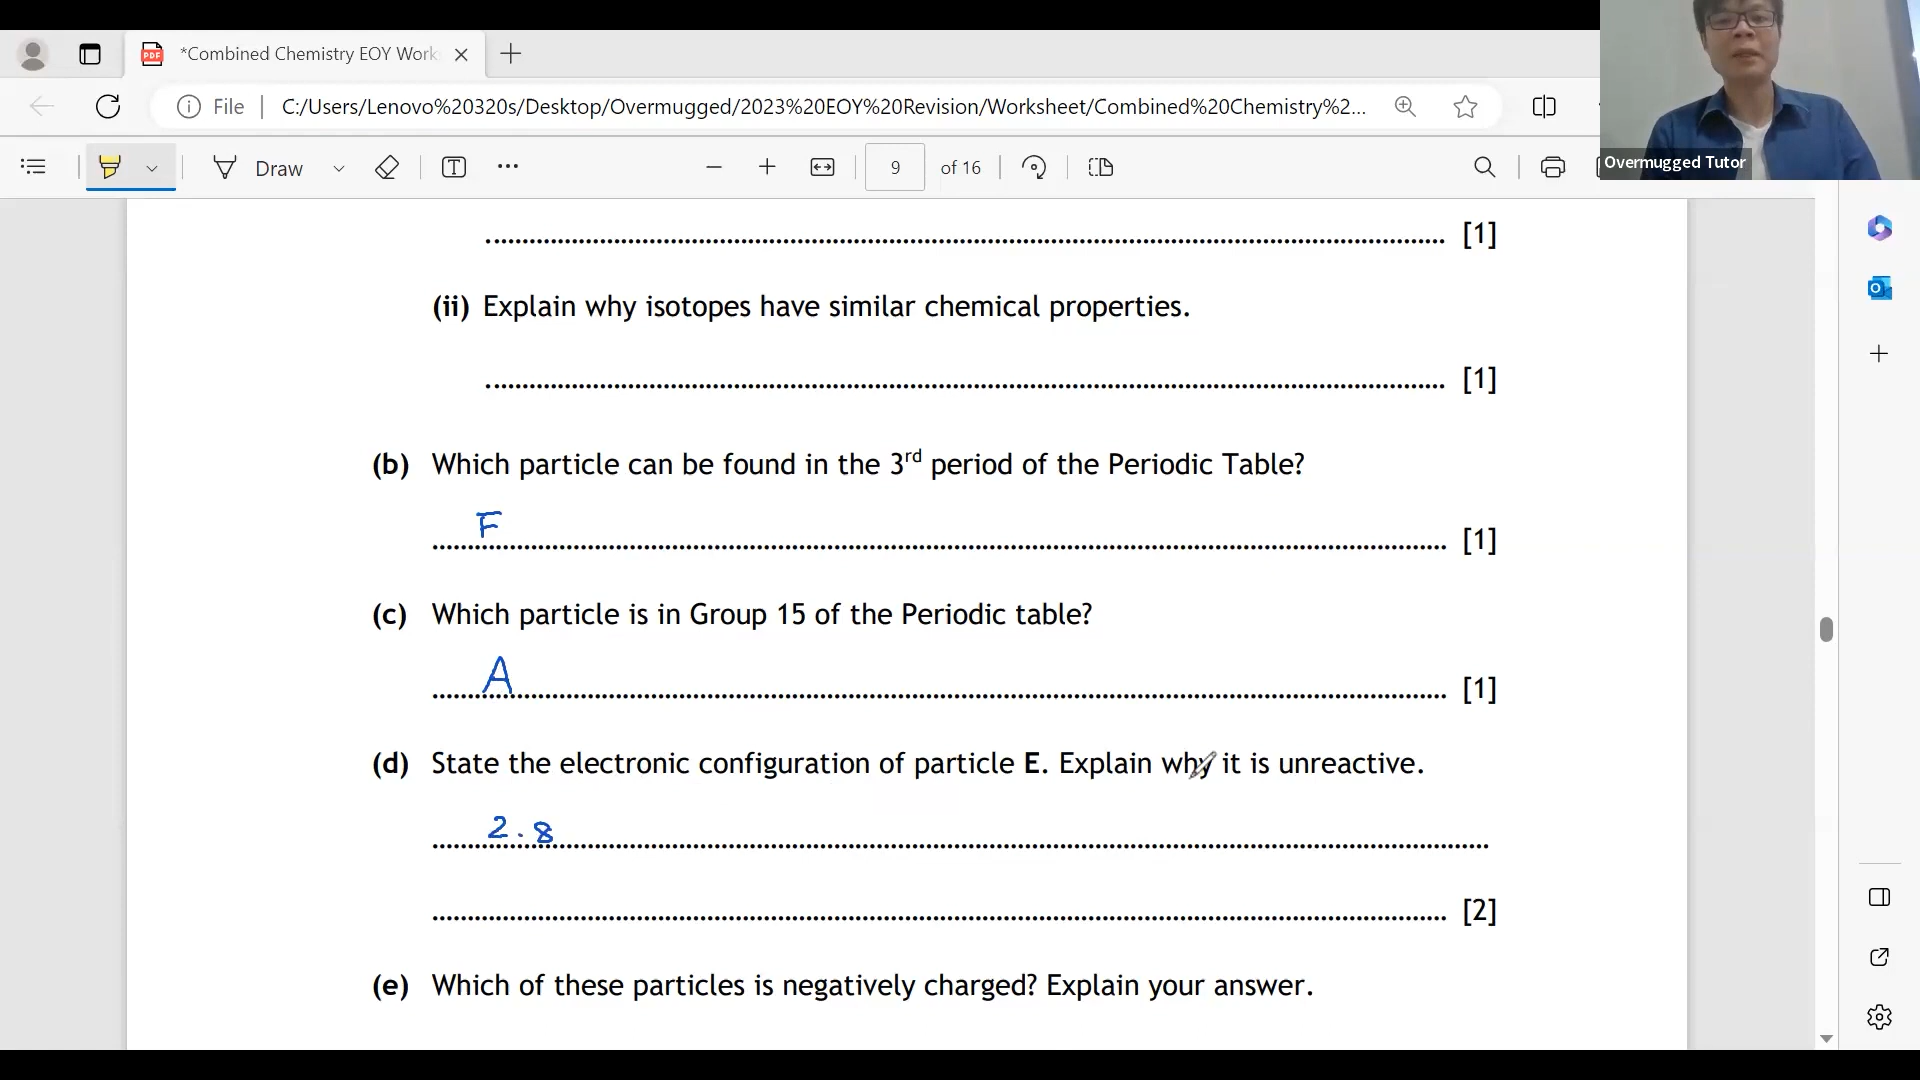 *Combined Chemistry EOY Work
File
C:/Users/Lenovo%20320s/Desktop/Overmugged/2023%20EOY%20Revision/Worksheet/Combined%20Chemistry%2...
Draw
9 of 16
Overmugged Tutor
[1]
(ii) Explain why isotopes have similar chemical properties.
[1]
(b) Which particle can be found in the 3rd period of the Periodic Table?
F
[1]
(c) Which particle is in Group 15 of the Periodic table?
A
[1]
(d) State the electronic configuration of particle E. Explain why it is unreactive.
2.8
[2]
(e) Which of these particles is negatively charged? Explain your answer.